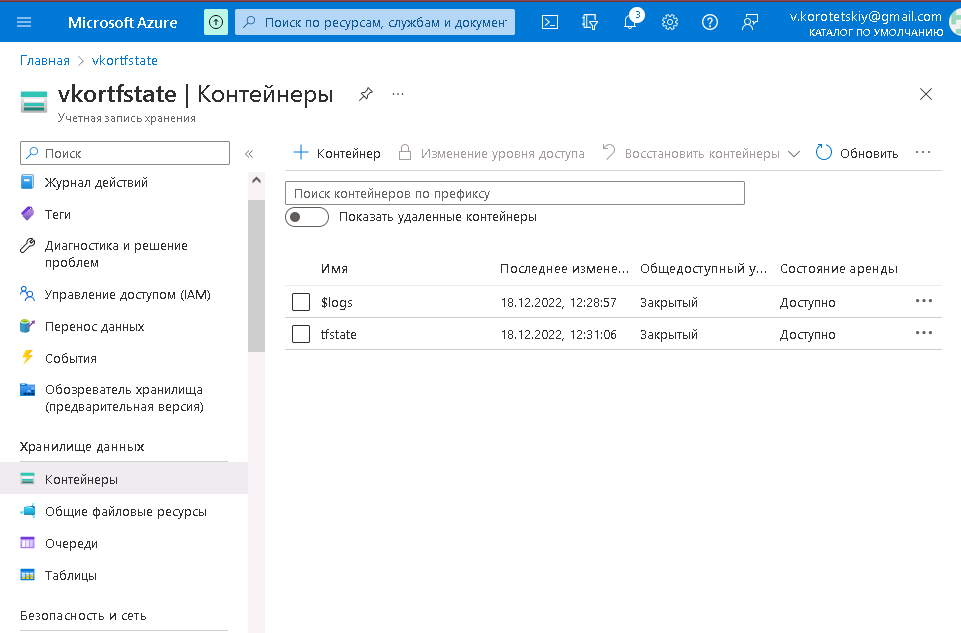 Microsoft Azure
Поиск по ресурсам, службам и документ
3
v.korotetskiy@gmail.com
КАТАЛОГ ПО УМОЛЧАНИЮ
Главная > vkortfstate
vkortfstate | Контейнеры
Учетная запись хранения
Поиск
Журнал действий
Теги
Диагностика и решение
проблем
Управление доступом (IAM)
Перенос данных
События
Обозреватель хранилища
(предварительная версия)
Хранилище данных
Контейнеры
Общие файловые ресурсы
Очереди
Таблицы
Безопасность и сеть
Контейнер Изменение уровня доступа Восстановить контейнеры Обновить
Поиск контейнеров по префиксу
Показать удаленные контейнеры
Имя Последнее измене... Общедоступный у... Состояние аренды
$logs 18.12.2022, 12:28:57 Закрытый Доступно
tfstate 18.12.2022, 12:31:06 Закрытый Доступно